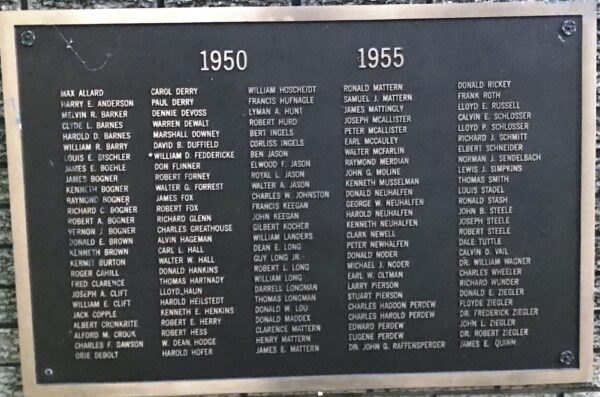 1950
1955
MAX ALLARD
HARRY E. ANDERSON
MELVIN R. BARKER
CLYDE L. BARNES
HAROLD D. BARNES
WILLIAM R. BARRY
LOUIS E. BISCHLER
JAMES E. BOEHLE
JAMES BOGNER
KENNETH BOGNER
RAYMOND BOGNER
RICHARD C. BOGNER
ROBERT A. BOGNER
VERNON J. BOGNER
DONALD E. BROWN
KENNETH BROWN
KERMIT BURTON
ROGER CAHILL
FRED CLARENCE
JOSEPH A. CLIFT
WILLIAM E. CLIFT
JACK COPPLE
ALBERT CRONKRITE
ALFORD M. CROOK
CHARLES F. DAWSON
ORIE DEBOLT
CAROL DERRY
PAUL DERRY
DENNIE DEVOSS
WARREN DEWALT
MARSHALL DOWNEY
DAVID B. DUFFIELD
*WILLIAM D. FEDDERICKE
DON FLINNER
ROBERT FORNEY
WALTER G. FORREST
JAMES FOX
ROBERT FOX
RICHARD GLENN
CHARLES GREATHOUSE
ALVIN HAGEMAN
CARL L. HALL
WALTER W. HALL
DONALD HANKINS
THOMAS HARTNADY
LLOYD HAUN
HAROLD HEILSTEDT
KENNETH E. HENKINS
ROBERT E. HERRY
ROBERT HESS
W. DEAN HODGE
HAROLD HOFER
WILLIAM HOSCHEIDT
FRANCIS HUFNAGLE
LYMAN A. HUNT
ROBERT HURD
BERT INGELS
CORLISS INGELS
BEN JASON
ELWOOD F. JASON
ROYAL L. JASON
WALTER A. JASON
CHARLES W. JOHNSTON
FRANCIS KEEGAN
JOHN KEEGAN
GILBERT KOCHER
WILLIAM LANDERS
DEAN E. LONG
GUY LONG JR.
ROBERT L. LONG
WILLIAM LONG
DARRELL LONGMAN
THOMAS LONGMAN
DONALD W. LOU
DONALD MADDEX
CLARENCE MATTERN
HENRY MATTERN
JAMES E. MATTERN
RONALD MATTERN
SAMUEL J. MATTERN
JAMES MATTINGLY
JOSEPH MCALLISTER
PETER MCALLISTER
EARL MCCAULEY
WALTER MCFARLIN
RAYMOND MERDIAN
JOHN G. MOLINE
KENNETH MUSSELMAN
DONALD NEUHALFEN
GEORGE W. NEUHALFEN
HAROLD NEUHALFEN
KENNETH NEUHALFEN
CLARK NEWELL
PETER NEWHALFEN
DONALD NODER
MICHAEL J. NODER
EARL W. OLTMAN
LARRY PIERSON
STUART PIERSON
CHARLES HADDON PERDEW
CHARLES HAROLD PERDEW
EDWARD PERDEW
EUGENE PERDEW
DR. JOHN G. RAFFENSPERGER
DONALD RICKEY
FRANK ROTH
LLOYD E. RUSSELL
CALVIN E. SCHLOSSER
LLOYD P. SCHLOSSER
RICHARD J. SCHMITT
ELBERT SCHNEIDER
NORMAN J. SENDELBACH
LEWIS J. SIMPKINS
THOMAS SMITH
LOUIS STADEL
RONALD STASH
JOHN B. STEELE
JOSEPH STEELE
ROBERT STEELE
DALE TUTTLE
CALVIN D. VAIL
DR. WILLIAM WAGNER
CHARLES WHEELER
RICHARD WUNDER
DONALD E. ZIEGLER
FLOYDE ZIEGLER
DR. FREDERICK ZIEGLER
JOHN L. ZIEGLER
DR. ROBERT ZIEGLER
JAMES E. QUINN